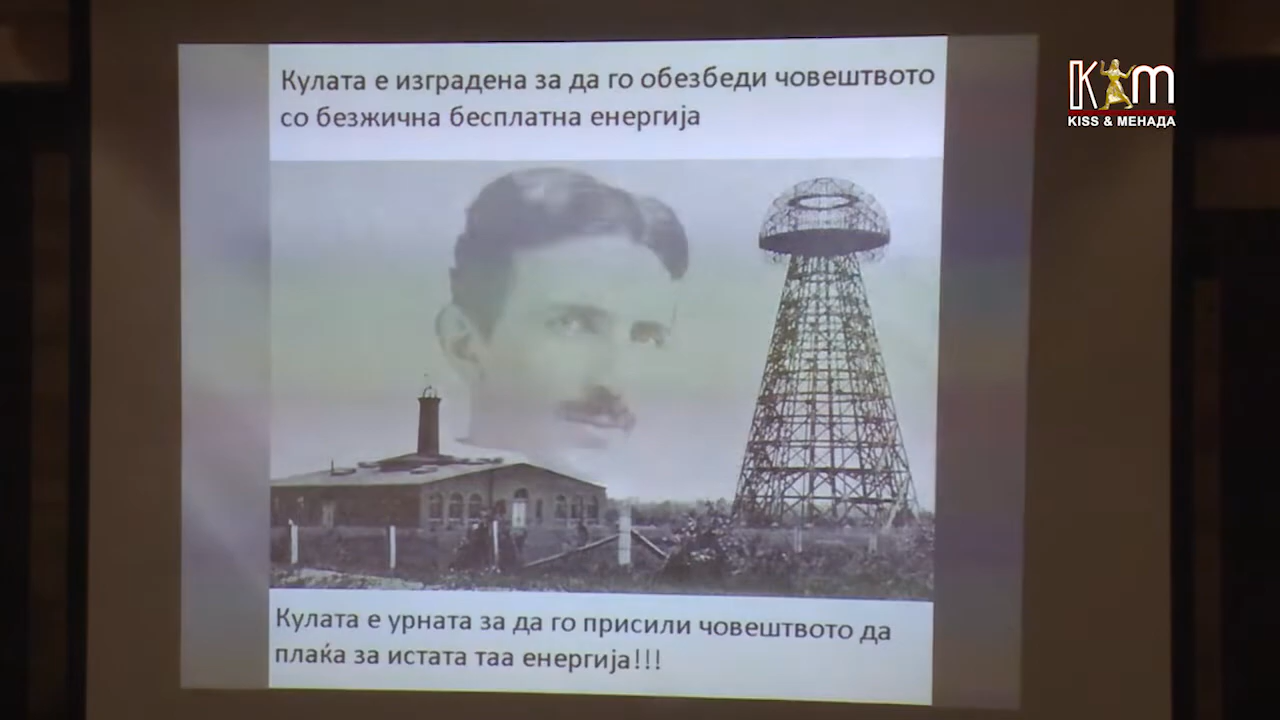 Кулата е изградена за да го обезбеди човештвото
со безжична бесплатна енергија
Кулата е урната за да го присили човештвото да
плаќа за истата таа енергија!!!
KM
KISS & МЕНАДА